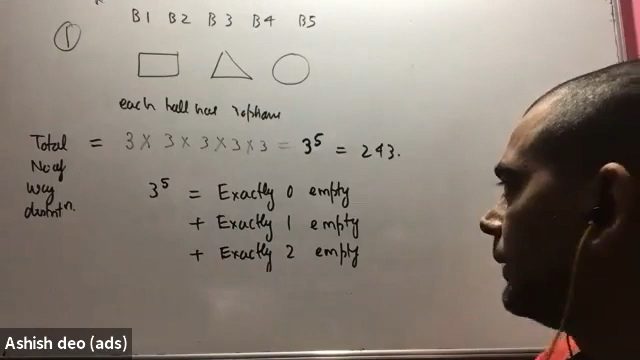 B1 B2 B3 B4 B5
1
each ball has 3 options
Total = 3 × 3 × 3 × 3 × 3 = 3⁵ = 243.
No of
way
3⁵ = Exactly 0 empty
+ Exactly 1 empty
+ Exactly 2 empty
Ashish deo (ads)